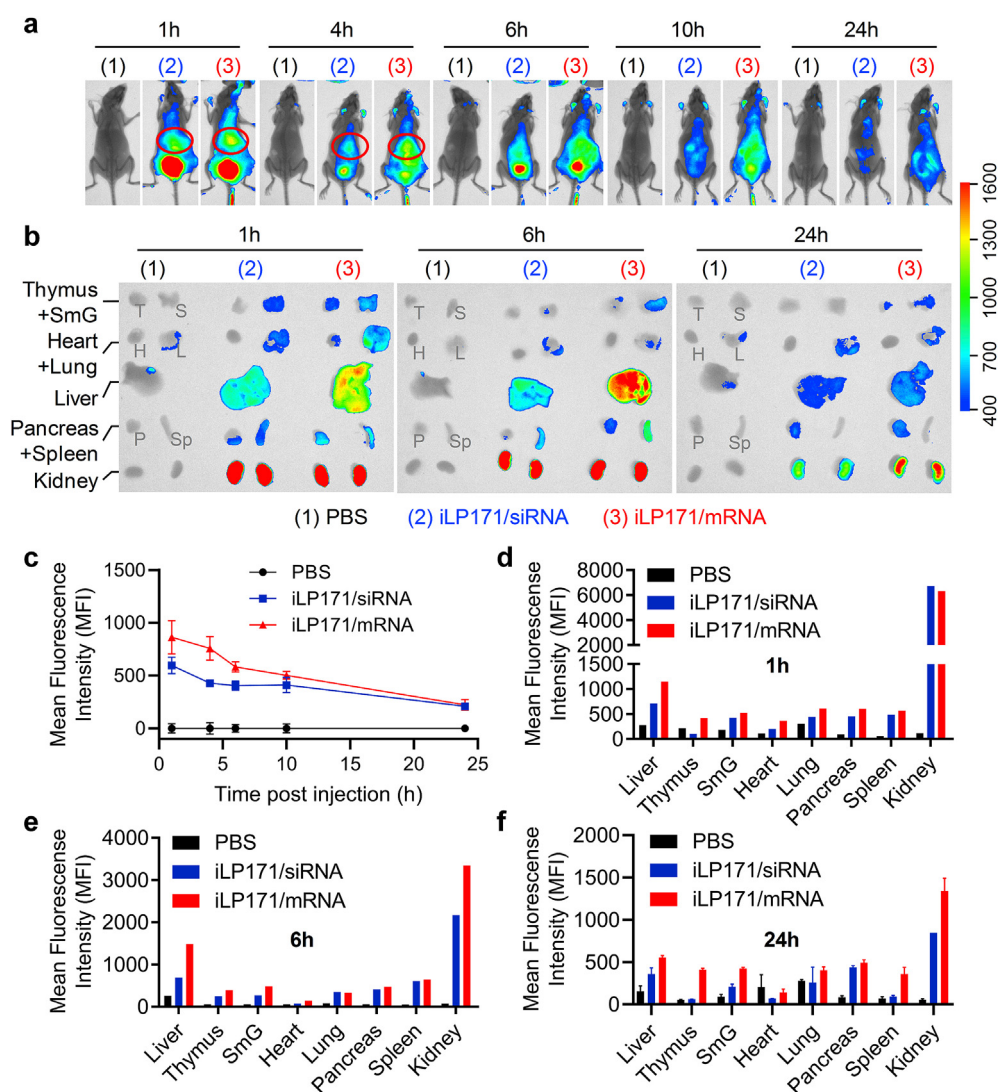 a
1h 4h 6h 10h 24h
(1) (2) (3) (1) (2) (3) (1) (2) (3) (1) (2) (3) (1) (2) (3)
1600
1300
1000
700
400
b
1h 6h 24h
(1) (2) (3) (1) (2) (3) (1) (2) (3)
Thymus
+SmG
Heart
+Lung
Liver
Pancreas
+Spleen
Kidney
T S T S T S
H L H L H L
P Sp P Sp P Sp
(1) PBS (2) iLP171/siRNA (3) iLP171/mRNA
c
Mean Fluorescence
Intensity (MFI)
1500
1000
500
0
0 5 10 15 20 25
Time post injection (h)
PBS
iLP171/siRNA
iLP171/mRNA
d
Mean Fluorescense
Intensity (MFI)
8000
6000
4000
2000
1500
1000
500
0
PBS
iLP171/siRNA
iLP171/mRNA
1h
Liver Thymus SmG Heart Lung Pancreas Spleen Kidney
e
Mean Fluorescense
Intensity (MFI)
4000
3000
2000
1000
0
PBS
iLP171/siRNA
iLP171/mRNA
6h
Liver Thymus SmG Heart Lung Pancreas Spleen Kidney
f
Mean Fluorescense
Intensity (MFI)
2000
1500
1000
500
0
PBS
iLP171/siRNA
iLP171/mRNA
24h
Liver Thymus SmG Heart Lung Pancreas Spleen Kidney